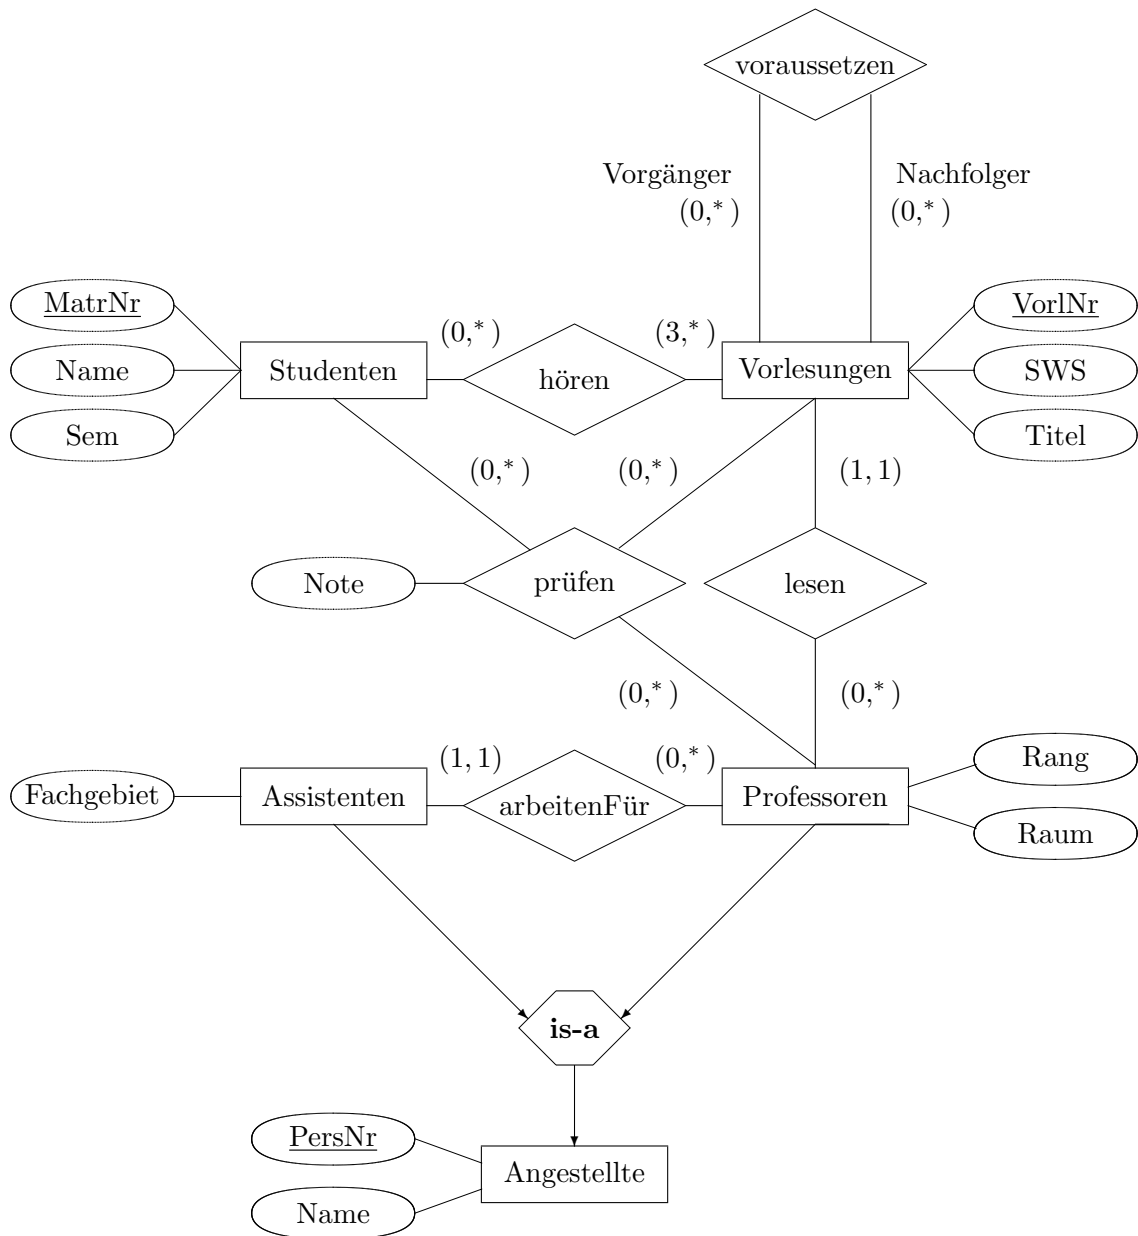 voraussetzen
Vorgänger
Nachfolger
(0,*)
(0,*)
MatrNr
VorlNr
(0,*)
(3,*)
Name
Studenten
hören
Vorlesungen
SWS
Sem
Titel
(0,*)
(0,*)
(1, 1)
Note
prüfen
lesen
(0,*)
(0,*)
(1, 1)
(0,*)
Rang
Fachgebiet
Assistenten
arbeitenFür
Professoren
Raum
is-a
PersNr
Angestellte
Name